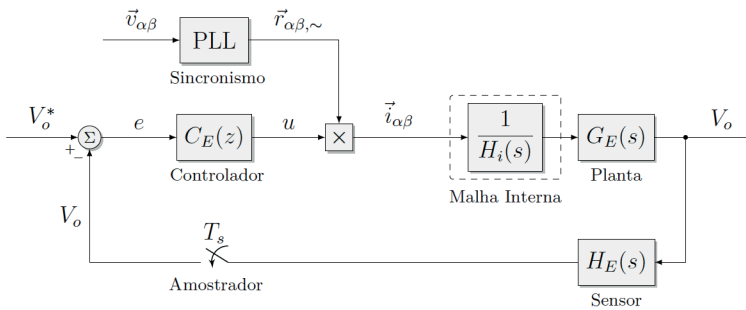 v⃗αβ
PLL
r⃗αβ,∼
Sincronismo
Vo*
+
−
Σ
e
CE(z)
Controlador
u
×
i⃗αβ
1
Hi(s)
Malha Interna
GE(s)
Planta
Vo
Vo
Ts
Amostrador
HE(s)
Sensor